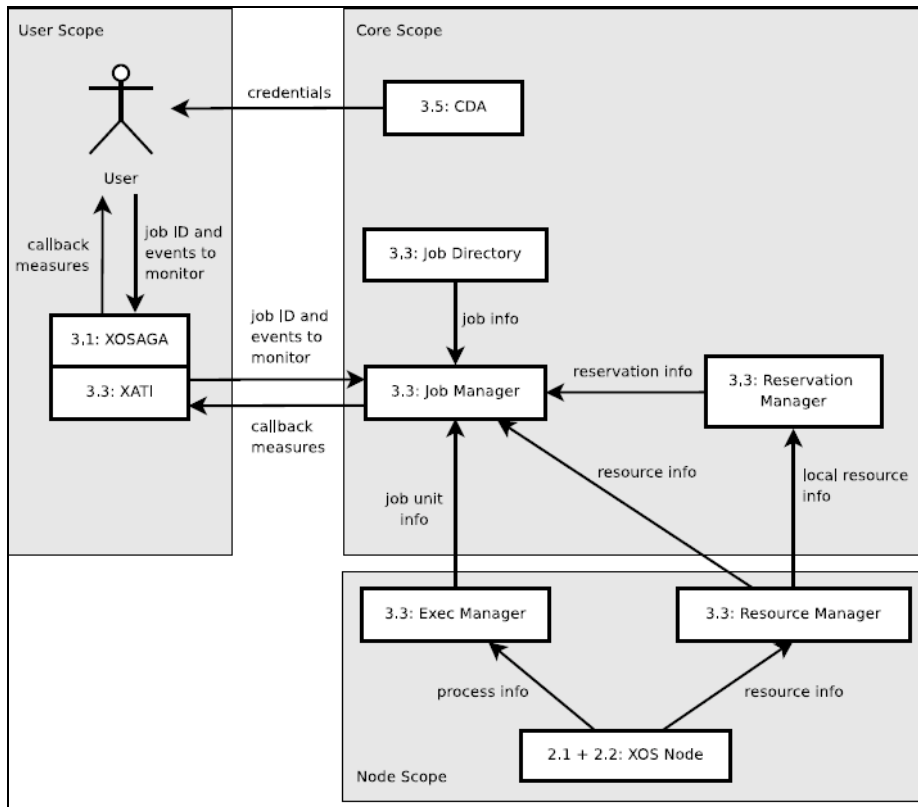 User Scope
Core Scope
credentials
3.5: CDA
User
callback
measures
job ID and
events to
monitor
3,3: Job Directory
job info
3,1: XOSAGA
3.3: XATI
job ID and
events to
monitor
callback
measures
3.3: Job Manager
reservation info
3,3: Reservation
Manager
job unit
info
resource info
local resource
info
3.3: Exec Manager
3.3: Resource Manager
process info
resource info
2.1 + 2.2: XOS Node
Node Scope